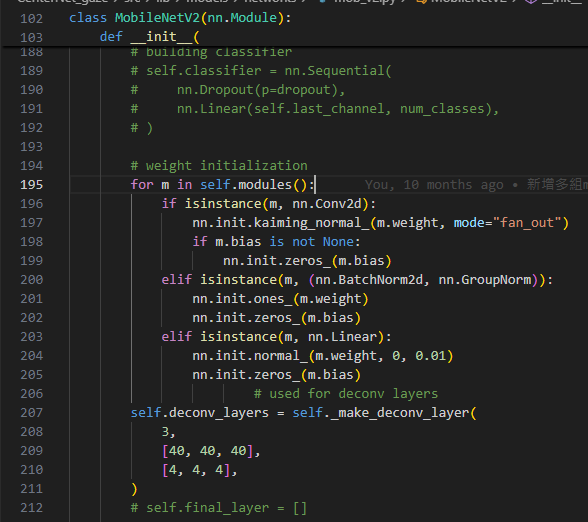 CenterNet_gaze > src > lib > models > networks > mob_v2.py > MobileNetV2 > __init__
102 class MobileNetV2(nn.Module):
103 def __init__(
188 # building classifier
189 # self.classifier = nn.Sequential(
190 #     nn.Dropout(p=dropout),
191 #     nn.Linear(self.last_channel, num_classes),
192 # )
193
194 # weight initialization
195 for m in self.modules(): You, 10 months ago • 新增多組m
196 if isinstance(m, nn.Conv2d):
197 nn.init.kaiming_normal_(m.weight, mode="fan_out")
198 if m.bias is not None:
199 nn.init.zeros_(m.bias)
200 elif isinstance(m, (nn.BatchNorm2d, nn.GroupNorm)):
201 nn.init.ones_(m.weight)
202 nn.init.zeros_(m.bias)
203 elif isinstance(m, nn.Linear):
204 nn.init.normal_(m.weight, 0, 0.01)
205 nn.init.zeros_(m.bias)
206 # used for deconv layers
207 self.deconv_layers = self._make_deconv_layer(
208 3,
209 [40, 40, 40],
210 [4, 4, 4],
211 )
212 # self.final_layer = []